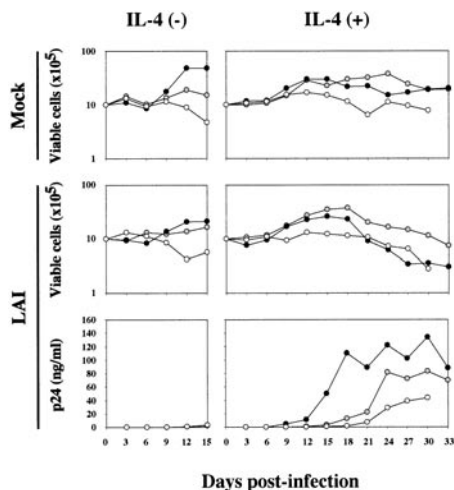 IL-4 (-) IL-4 (+)
Mock
Viable cells (x10⁵)
100
10
1
LAI
Viable cells (x10⁵)
100
10
1
p24 (ng/ml)
160
140
120
100
80
60
40
20
0
0 3 6 9 12 15 0 3 6 9 12 15 18 21 24 27 30 33
Days post-infection